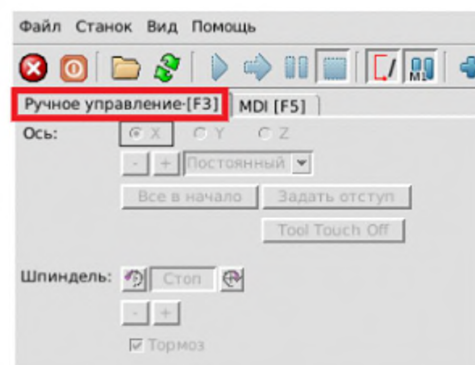 Файл Станок Вид Помощь
M1
Ручное управление-[F3] MDI [F5]
Ось: X Y Z
- + Постоянный
Все в начало Задать отступ
Tool Touch Off
Шпиндель: Стоп
- +
Тормоз